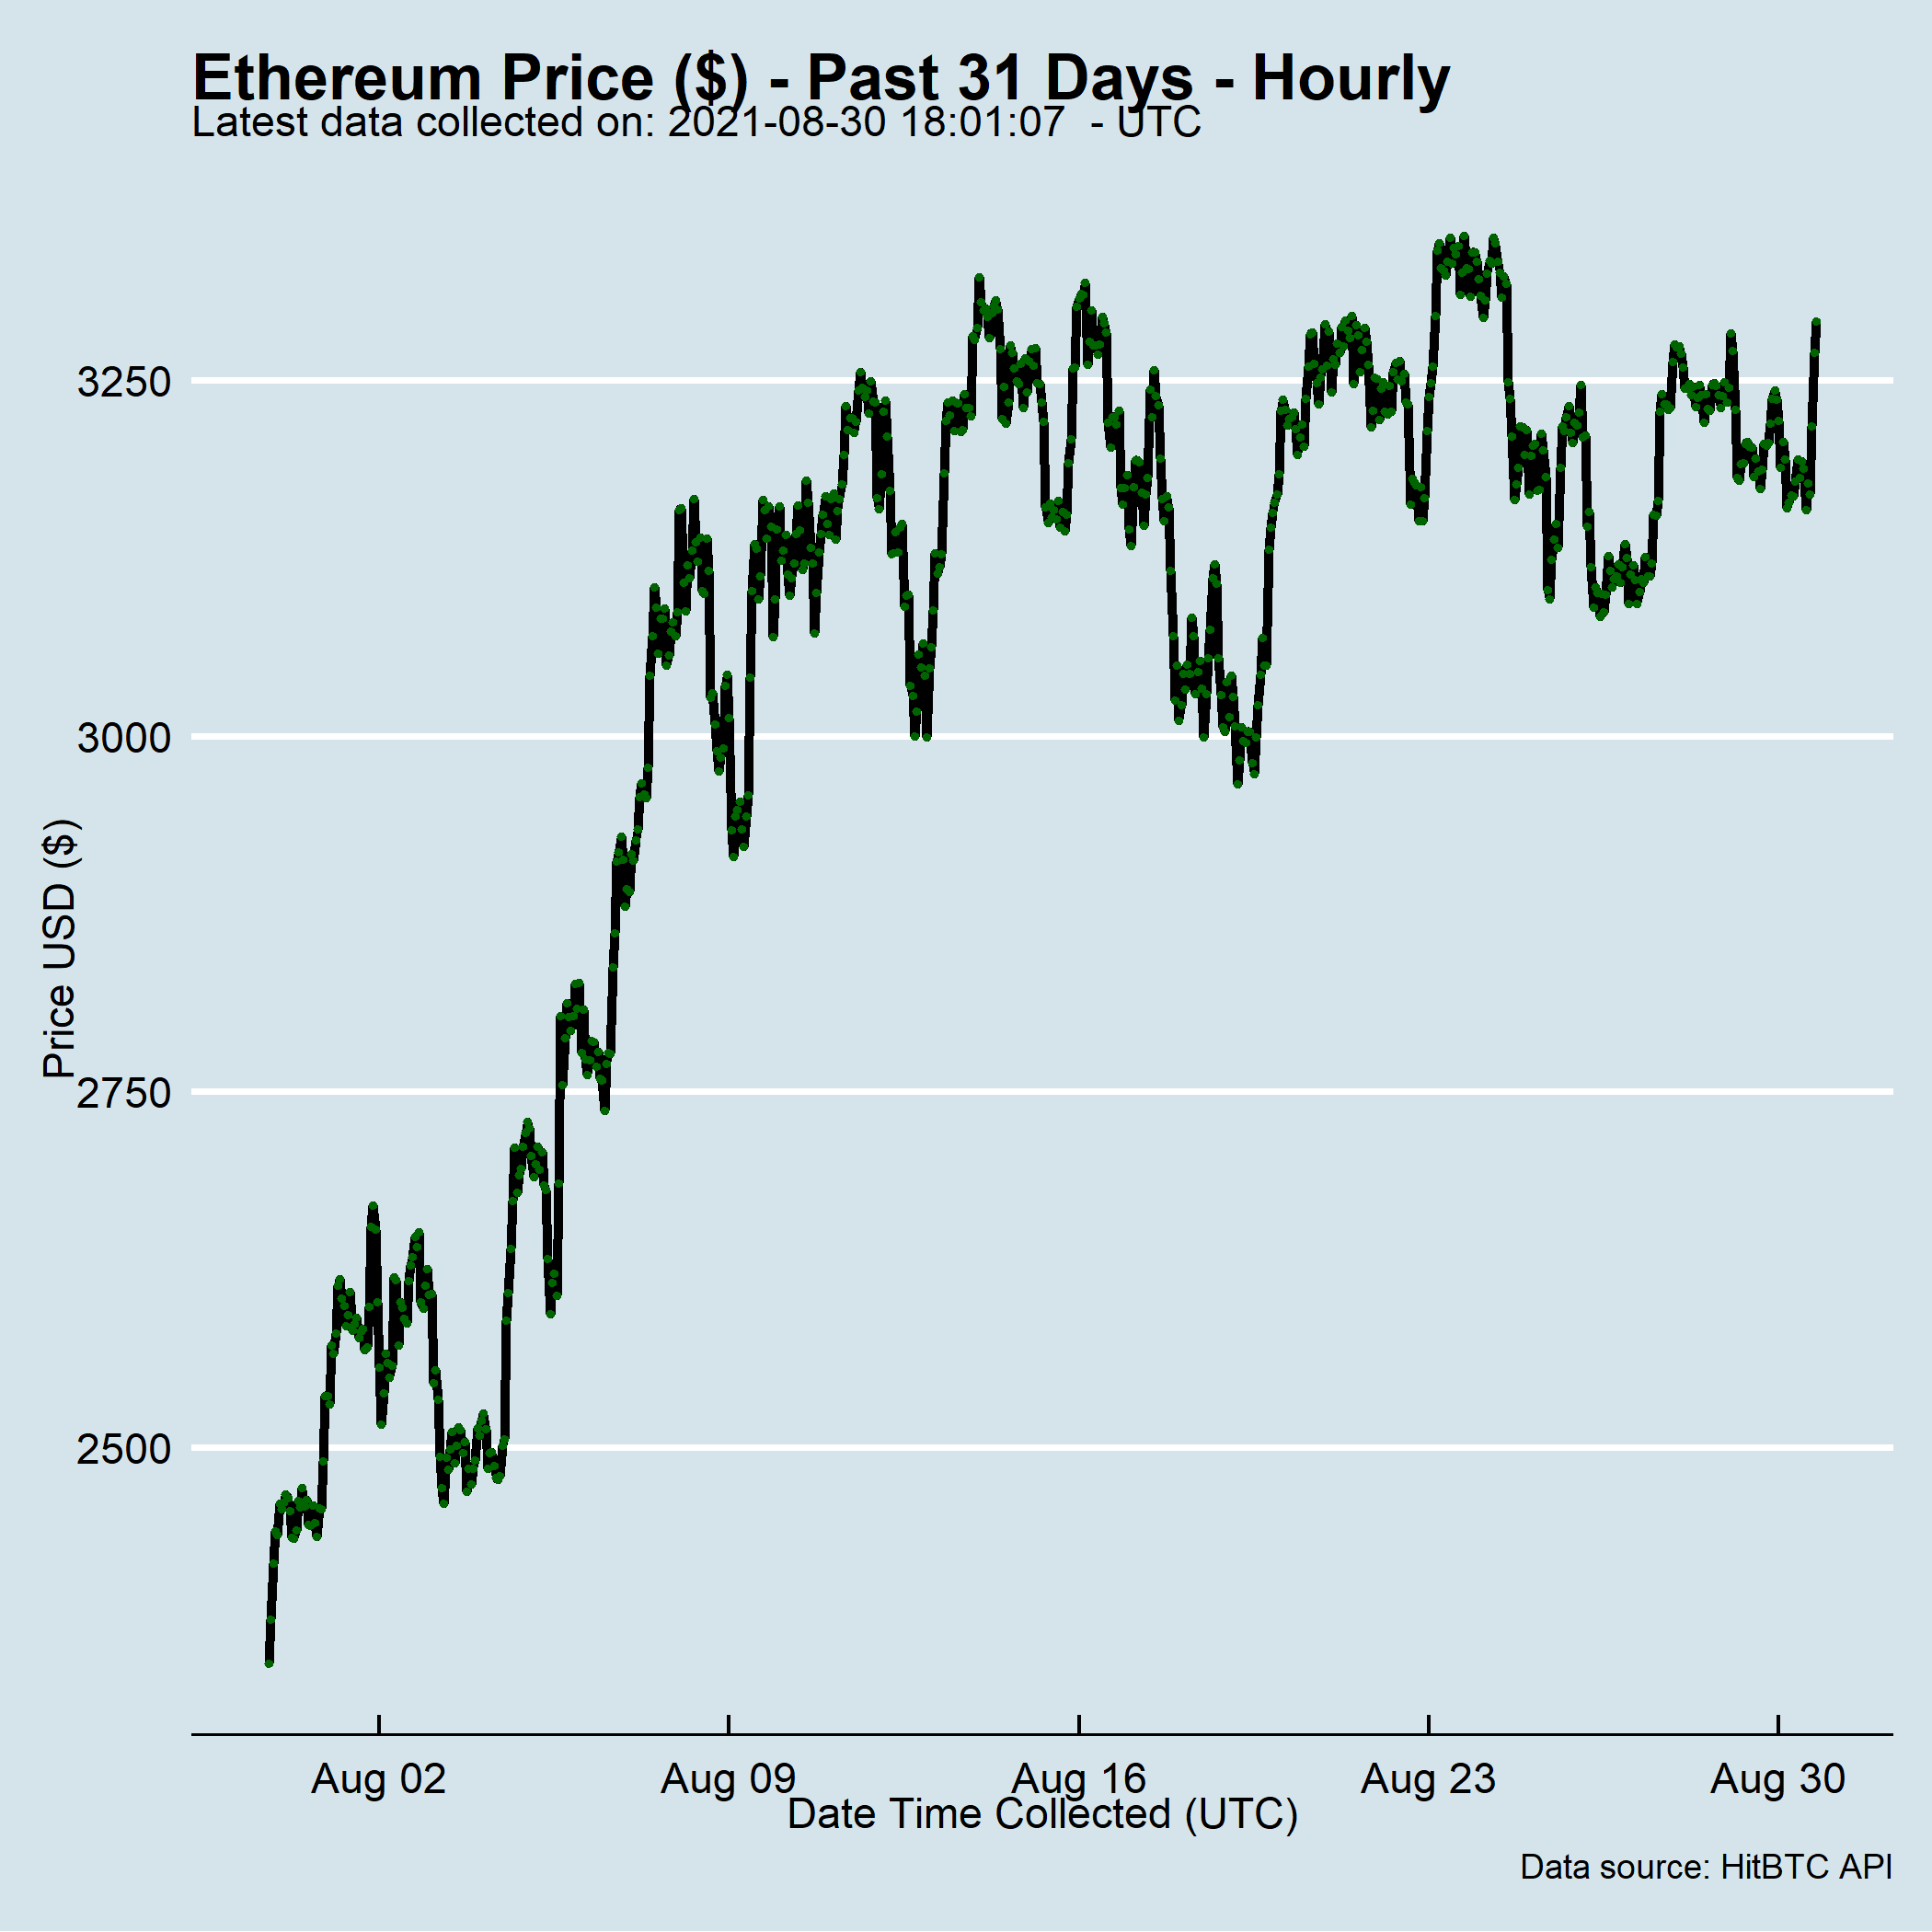 Ethereum Price ($) - Past 31 Days - Hourly
Latest data collected on: 2021-08-30 18:01:07  - UTC
Price USD ($)
3250
3000
2750
2500
Aug 02 Aug 09 Aug 16 Aug 23 Aug 30
Date Time Collected (UTC)
Data source: HitBTC API